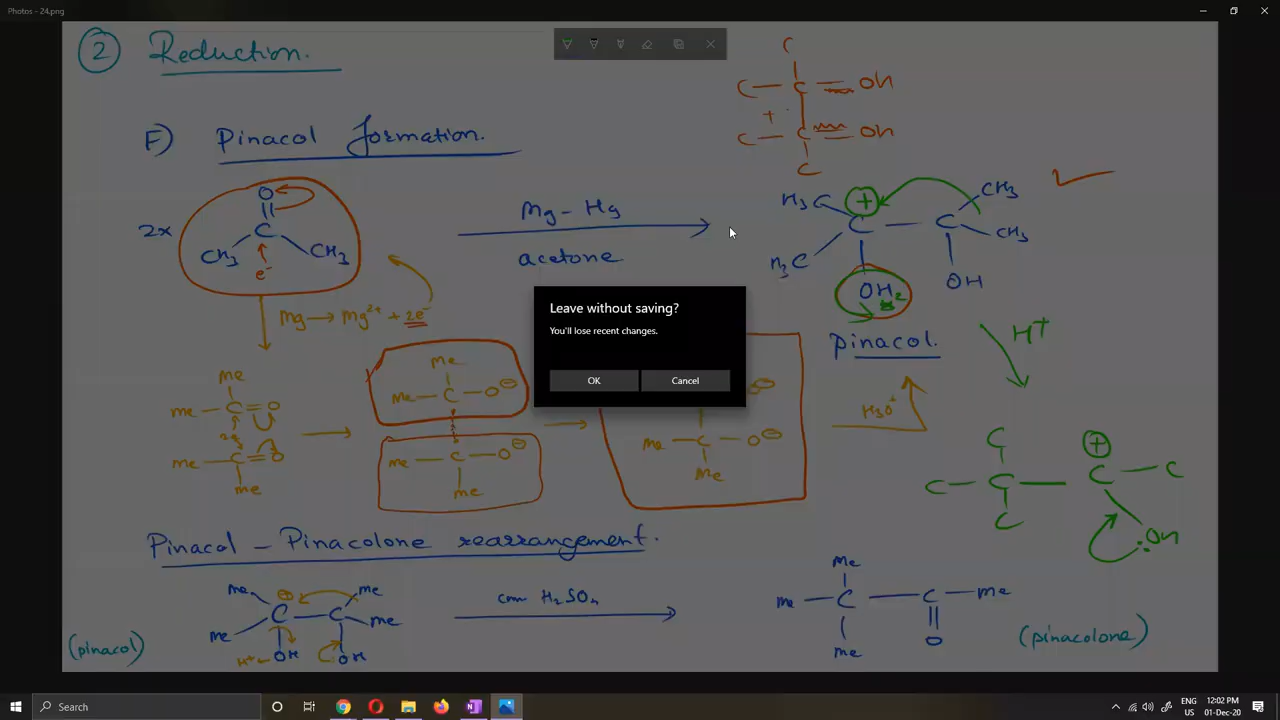 Photos - 24.png
② Reduction.
C
C — C — OH
+
C — C — OH
C
F) Pinacol formation.
2x
O
C
CH3 CH3
e-
Mg - Hg
acetone
H3C ⊕ CH3
C — C
H3C CH3
OH2 OH
pinacol.
Mg → Mg2+ + 2e-
H+
Leave without saving?
You'll lose recent changes.
OK Cancel
Me
Me — C = O
Me — C = O
Me
Me
Me — C — O⊖
Me — C — O⊖
Me
O⊖
Me — C — O⊖
Me
H3O+
C ⊕
C — C — C — C
C :OH
Pinacol - Pinacolone rearrangement.
Me ⊕ Me
C — C
Me Me
H+ OH OH
(pinacol)
conc H2SO4
Me
Me — C — C — Me
Me O
(pinacolone)
Search
ENG
US
12:02 PM
01-Dec-20